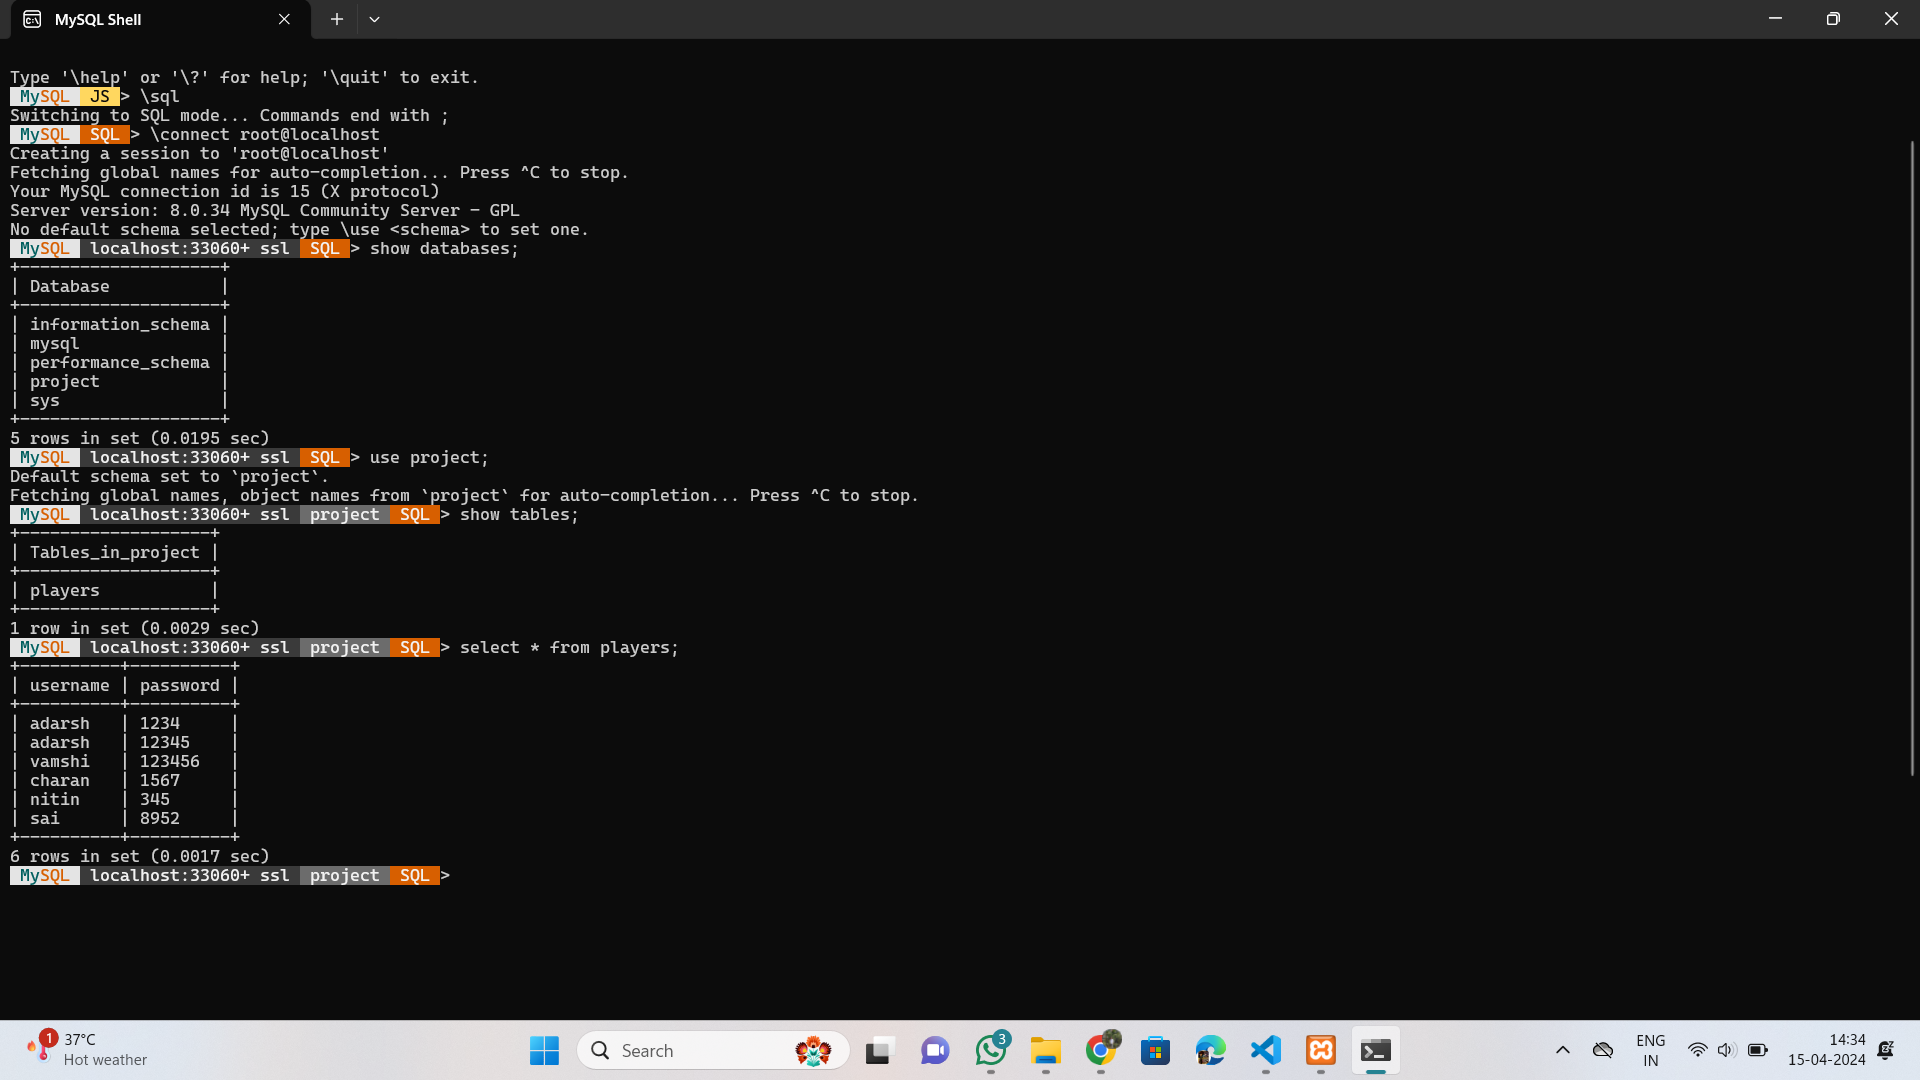 MySQL Shell
Type '\help' or '\?' for help; '\quit' to exit.
MySQL JS > \sql
Switching to SQL mode... Commands end with ;
MySQL SQL > \connect root@localhost
Creating a session to 'root@localhost'
Fetching global names for auto-completion... Press ^C to stop.
Your MySQL connection id is 15 (X protocol)
Server version: 8.0.34 MySQL Community Server - GPL
No default schema selected; type \use <schema> to set one.
MySQL localhost:33060+ ssl SQL > show databases;
+--------------------+
| Database           |
+--------------------+
| information_schema |
| mysql              |
| performance_schema |
| project            |
| sys                |
+--------------------+
5 rows in set (0.0195 sec)
MySQL localhost:33060+ ssl SQL > use project;
Default schema set to `project`.
Fetching global names, object names from `project` for auto-completion... Press ^C to stop.
MySQL localhost:33060+ ssl project SQL > show tables;
+-------------------+
| Tables_in_project |
+-------------------+
| players           |
+-------------------+
1 row in set (0.0029 sec)
MySQL localhost:33060+ ssl project SQL > select * from players;
+----------+----------+
| username | password |
+----------+----------+
| adarsh   | 1234     |
| adarsh   | 12345    |
| vamshi   | 123456   |
| charan   | 1567     |
| nitin    | 345      |
| sai      | 8952     |
+----------+----------+
6 rows in set (0.0017 sec)
MySQL localhost:33060+ ssl project SQL >
1 37°C
Hot weather
Search
3
ENG
IN
14:34
15-04-2024